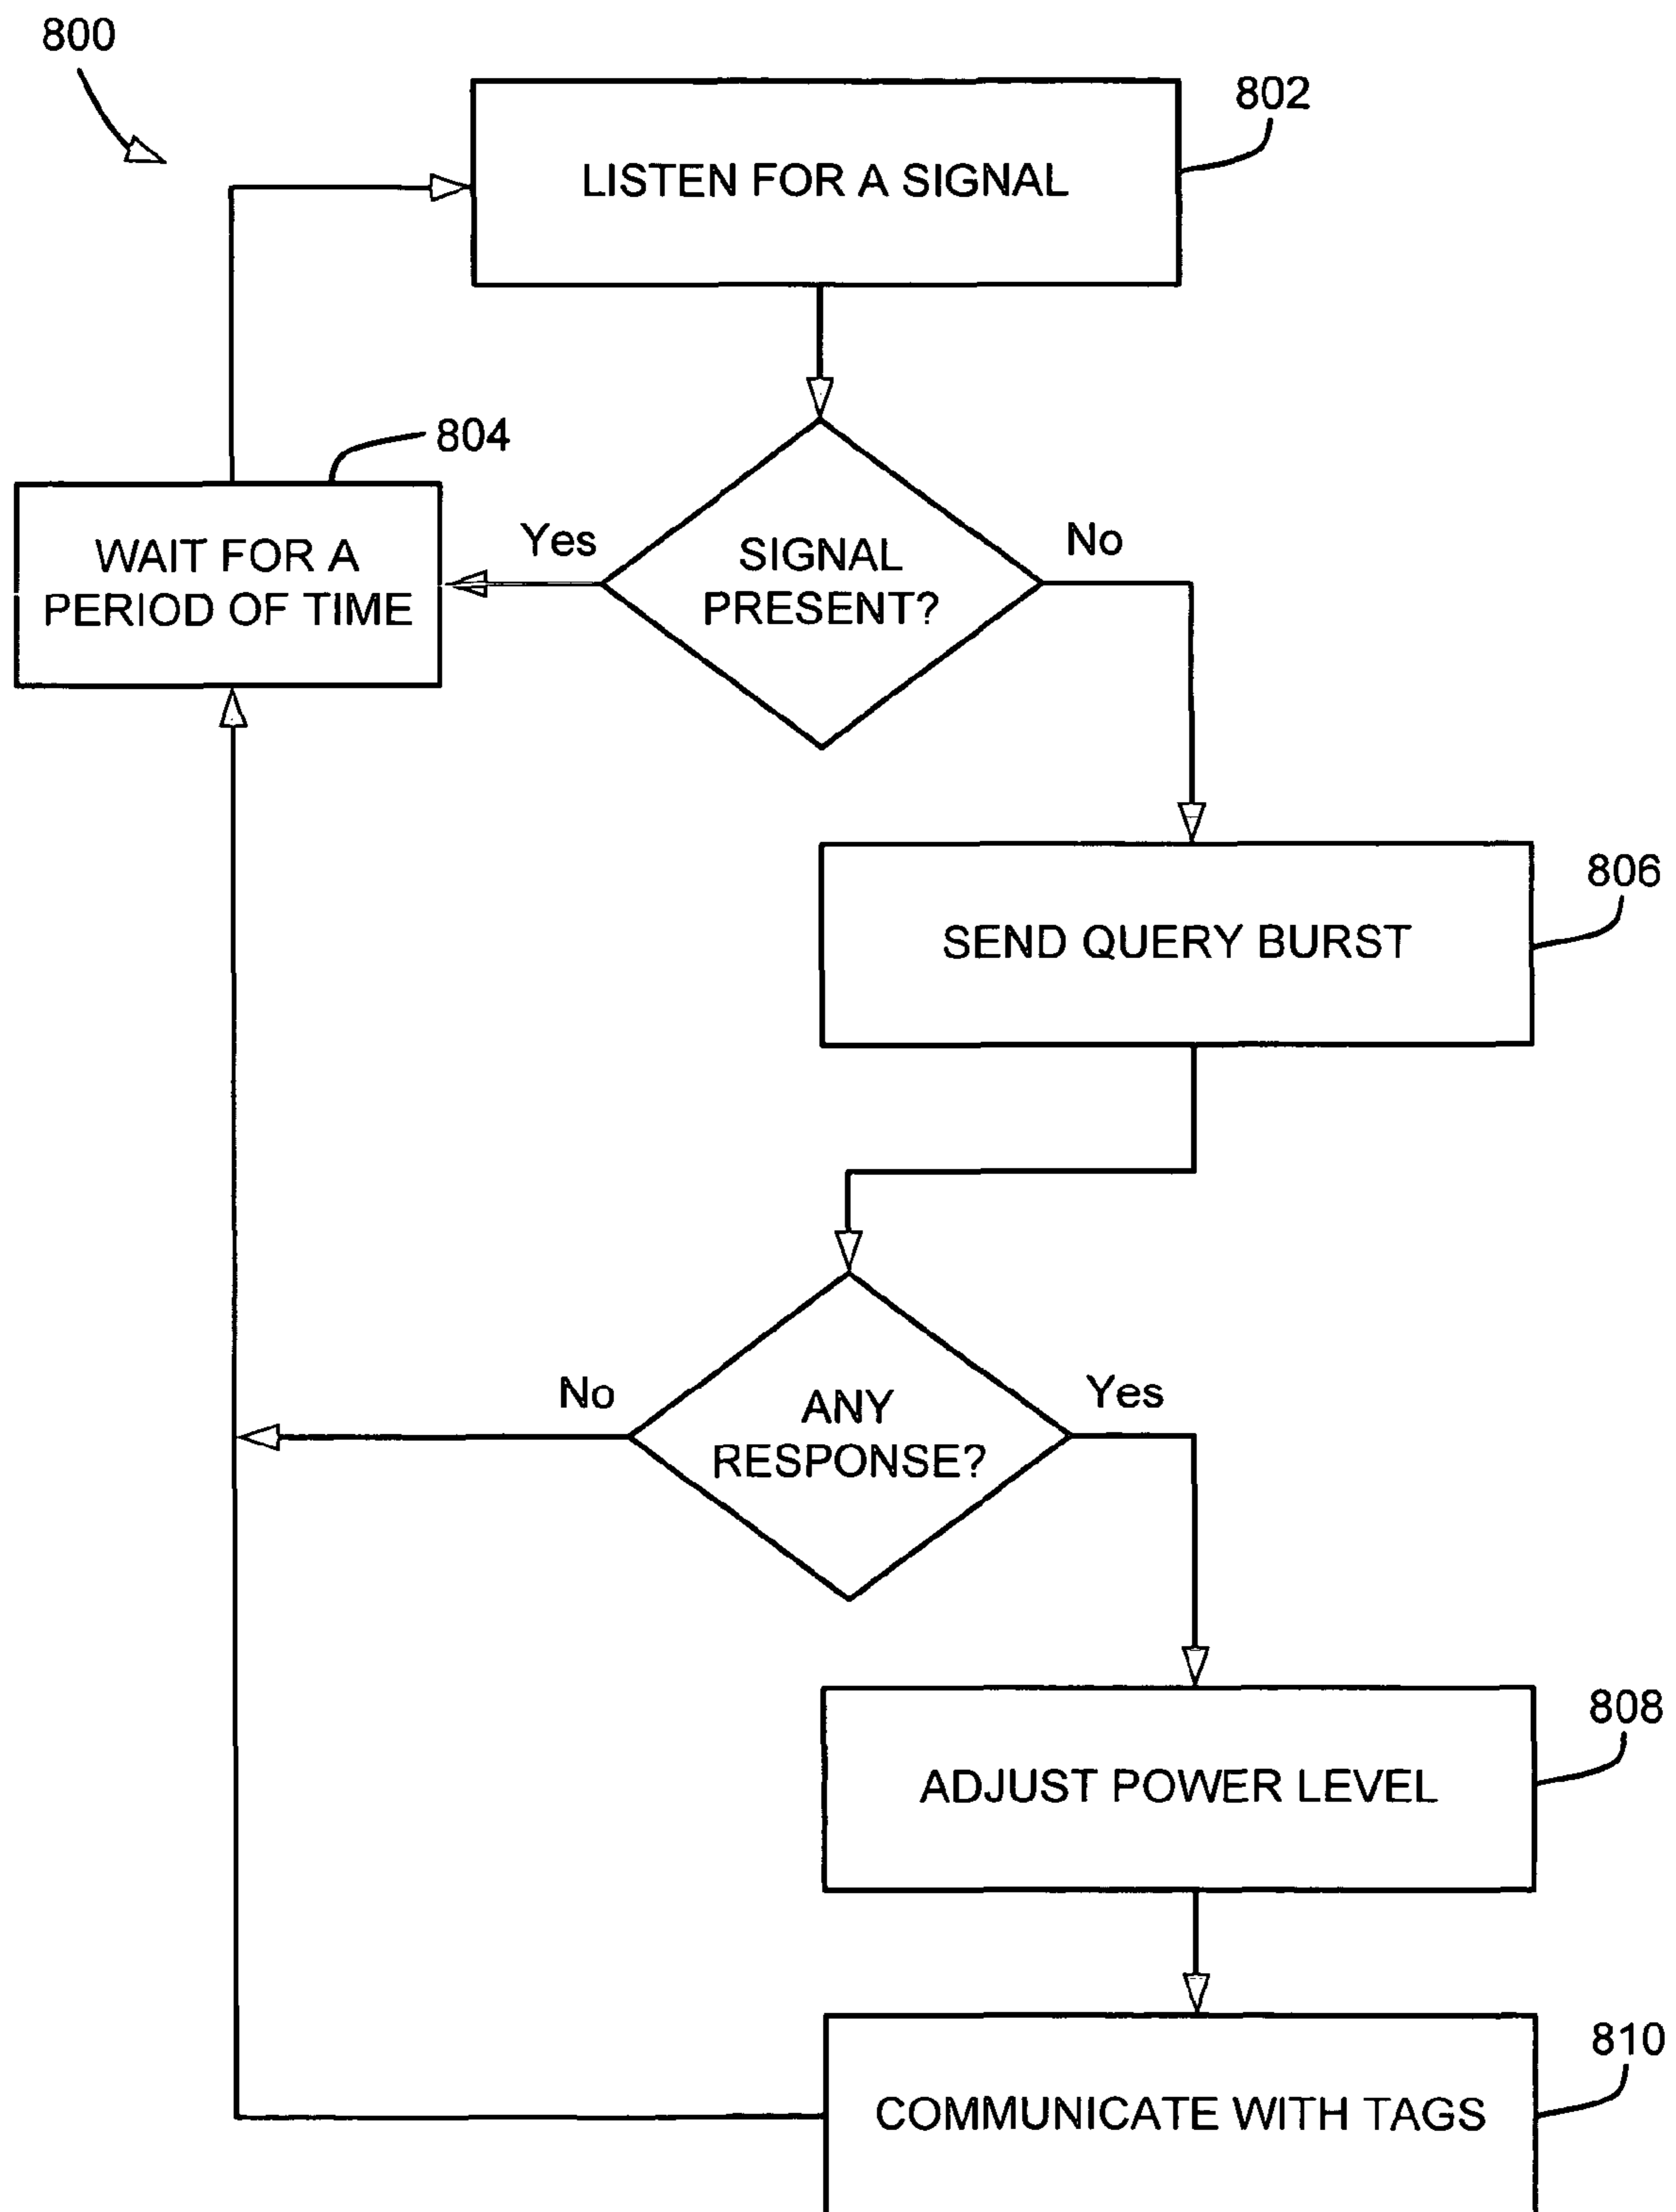 800
802
LISTEN FOR A SIGNAL
804
WAIT FOR A
PERIOD OF TIME
Yes
SIGNAL
PRESENT?
No
806
SEND QUERY BURST
No
ANY
RESPONSE?
Yes
808
ADJUST POWER LEVEL
810
COMMUNICATE WITH TAGS